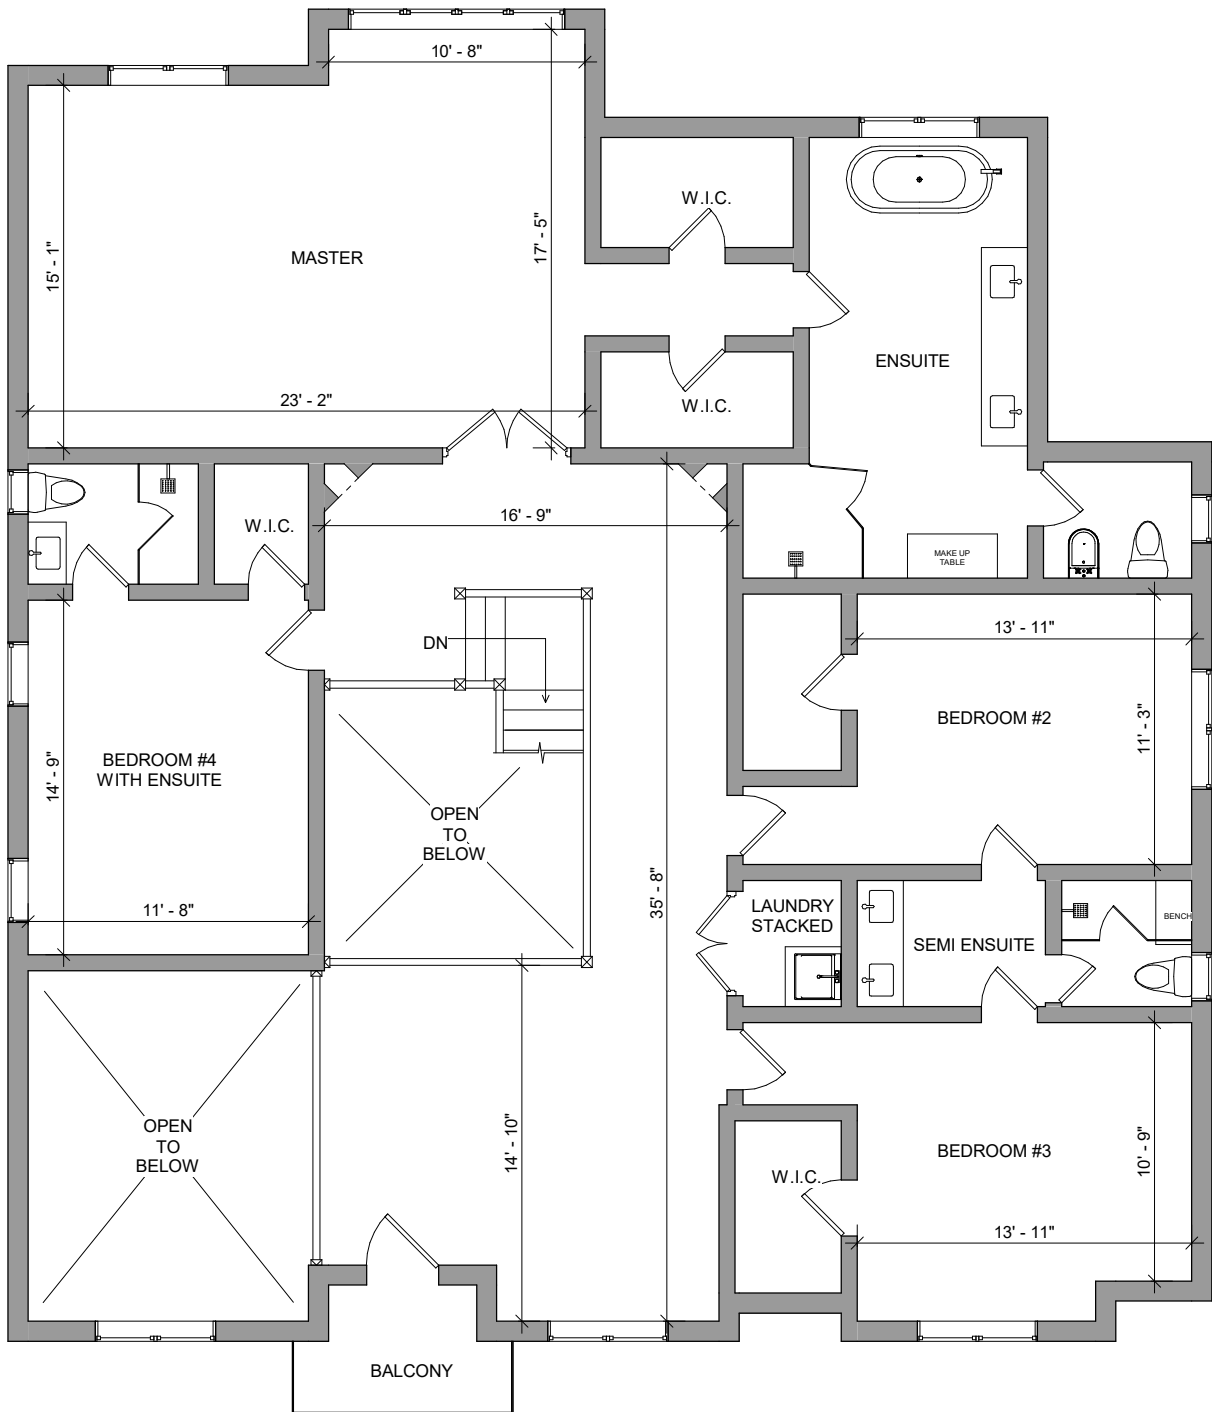 10' - 8"
W.I.C.
17' - 5"
15' - 1"
MASTER
ENSUITE
23' - 2"
W.I.C.
16' - 9"
W.I.C.
MAKE UP
TABLE
13' - 11"
DN
BEDROOM #2
11' - 3"
BEDROOM #4
WITH ENSUITE
14' - 9"
OPEN
TO
BELOW
35' - 8"
11' - 8"
LAUNDRY
STACKED
BENCH
SEMI ENSUITE
OPEN
TO
BELOW
14' - 10"
BEDROOM #3
10' - 9"
W.I.C.
13' - 11"
BALCONY